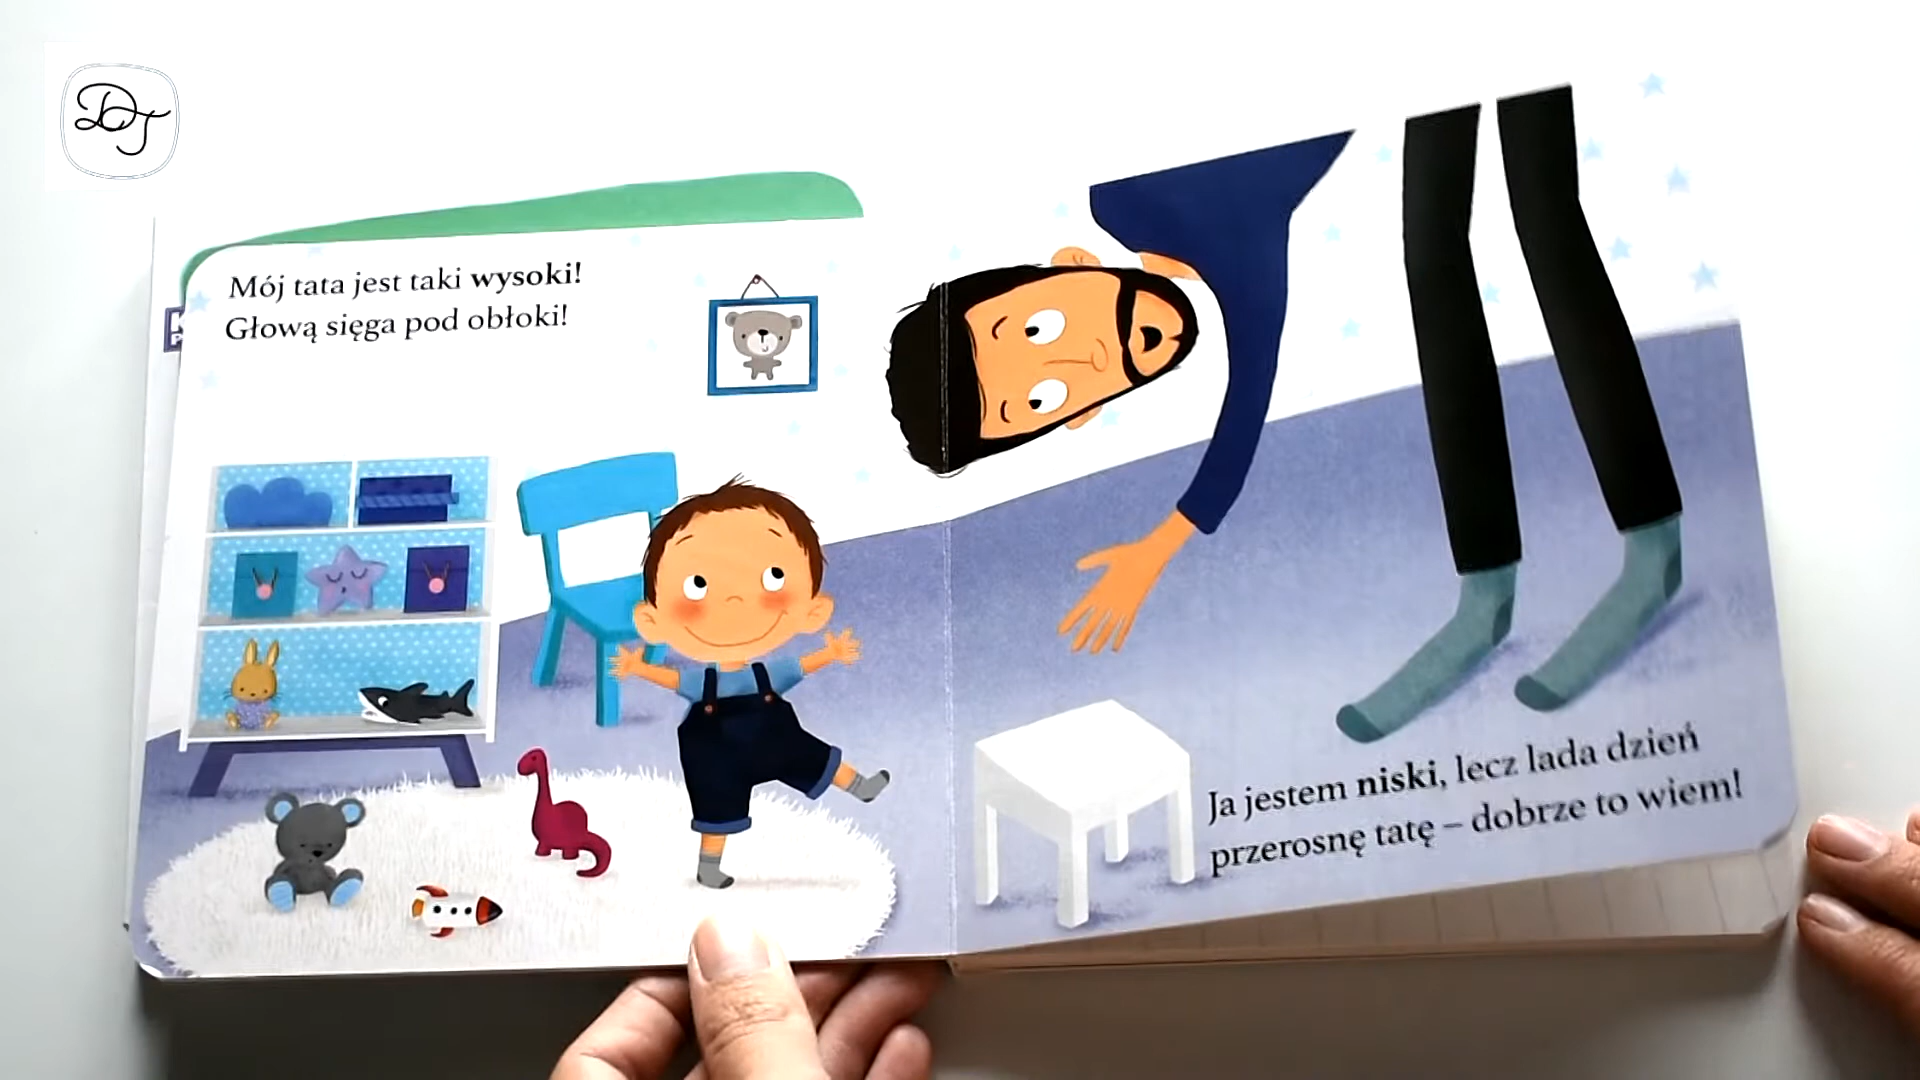 DJ
Mój tata jest taki wysoki!
Głową sięga pod obłoki!
K
P
Ja jestem niski, lecz lada dzień
przerosnę tatę – dobrze to wiem!